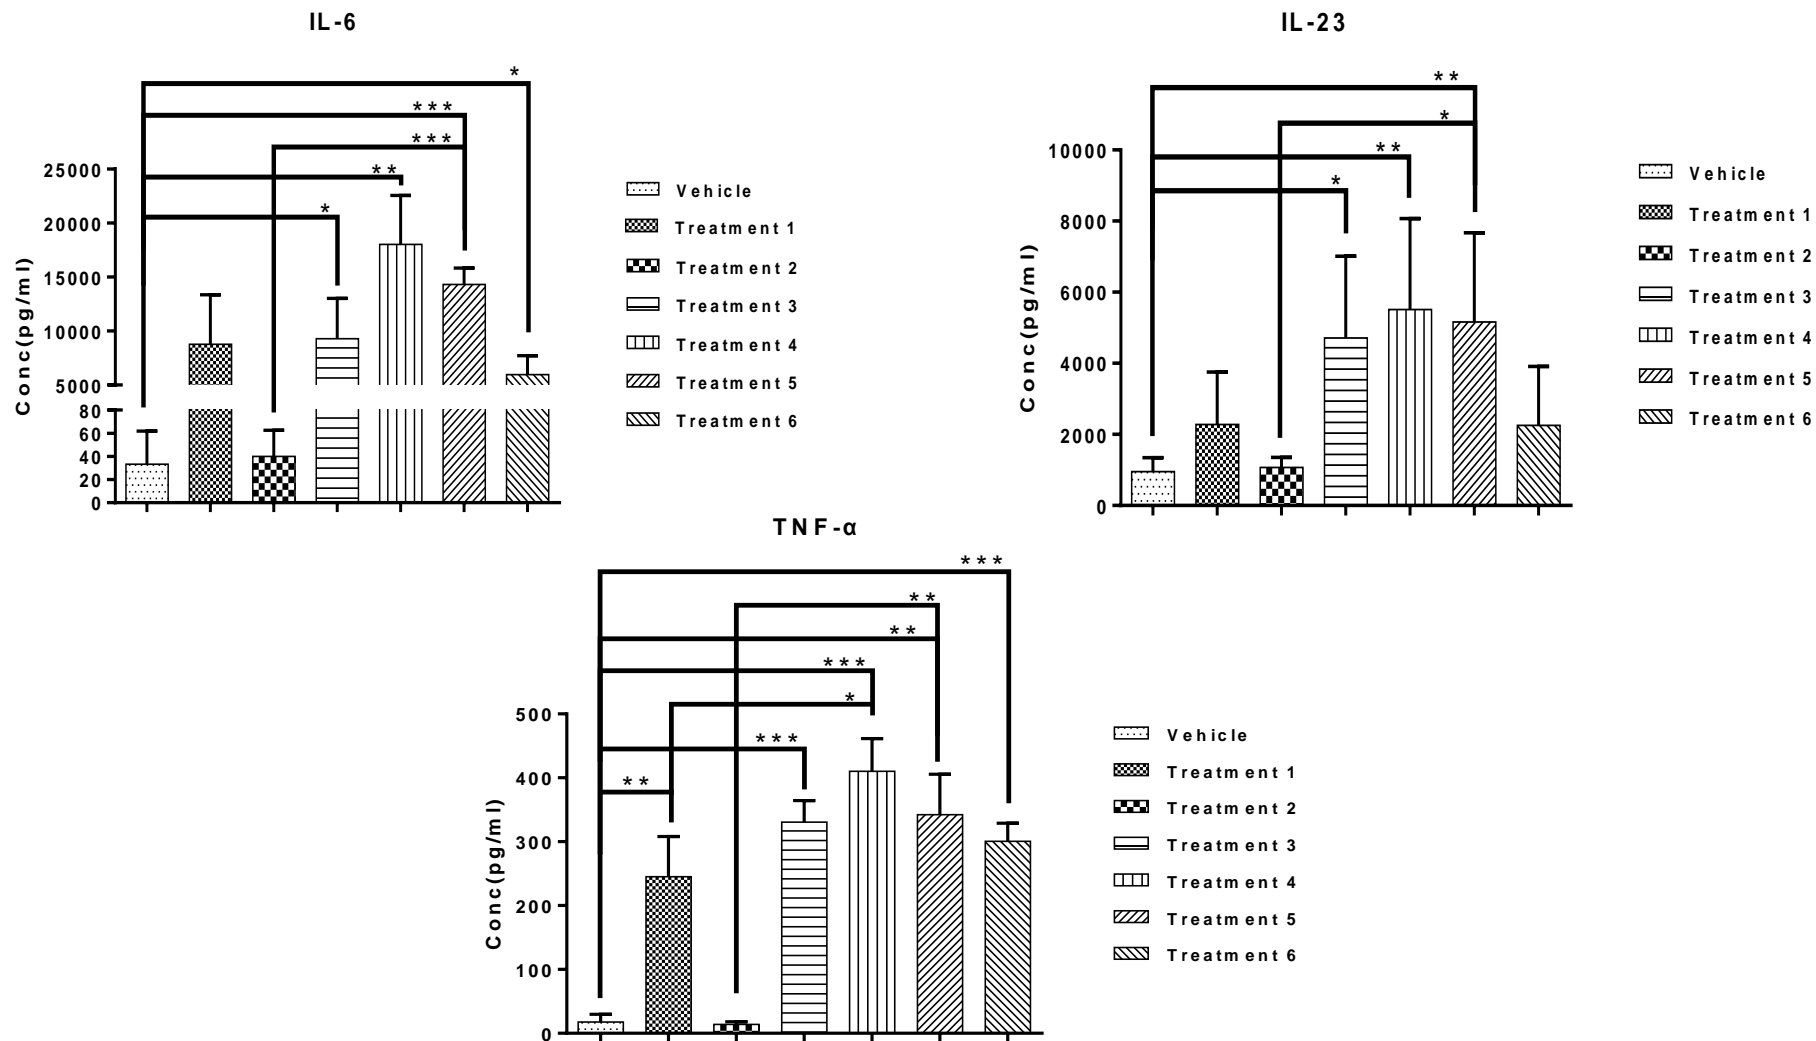 IL-6
*
***
***
**
*
25000
20000
15000
10000
5000
80
60
40
20
0
Conc(pg/ml)
Vehicle
Treatment 1
Treatment 2
Treatment 3
Treatment 4
Treatment 5
Treatment 6
IL-23
**
*
**
*
10000
8000
6000
4000
2000
0
Conc(pg/ml)
Vehicle
Treatment 1
Treatment 2
Treatment 3
Treatment 4
Treatment 5
Treatment 6
TNF-α
***
**
**
***
*
***
**
500
400
300
200
100
0
Conc(pg/ml)
Vehicle
Treatment 1
Treatment 2
Treatment 3
Treatment 4
Treatment 5
Treatment 6